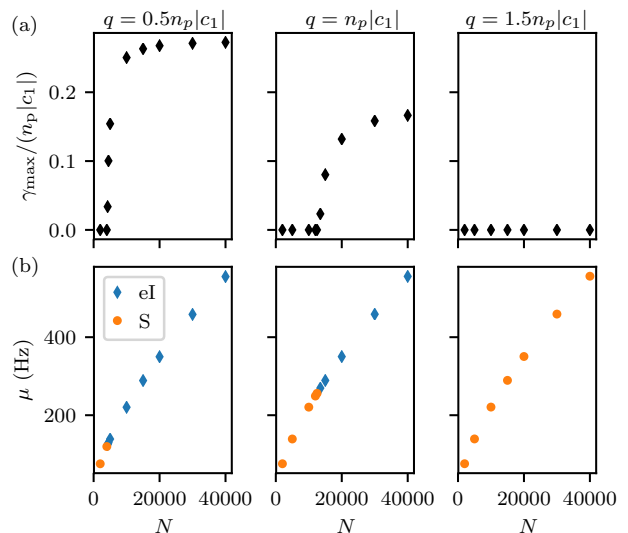 (a)
q = 0.5n_p|c_1|
q = n_p|c_1|
q = 1.5n_p|c_1|
γ_max/(n_p|c_1|)
0.2
0.1
0.0
(b)
μ (Hz)
400
200
eI
S
0 20000 40000
0 20000 40000
0 20000 40000
N
N
N